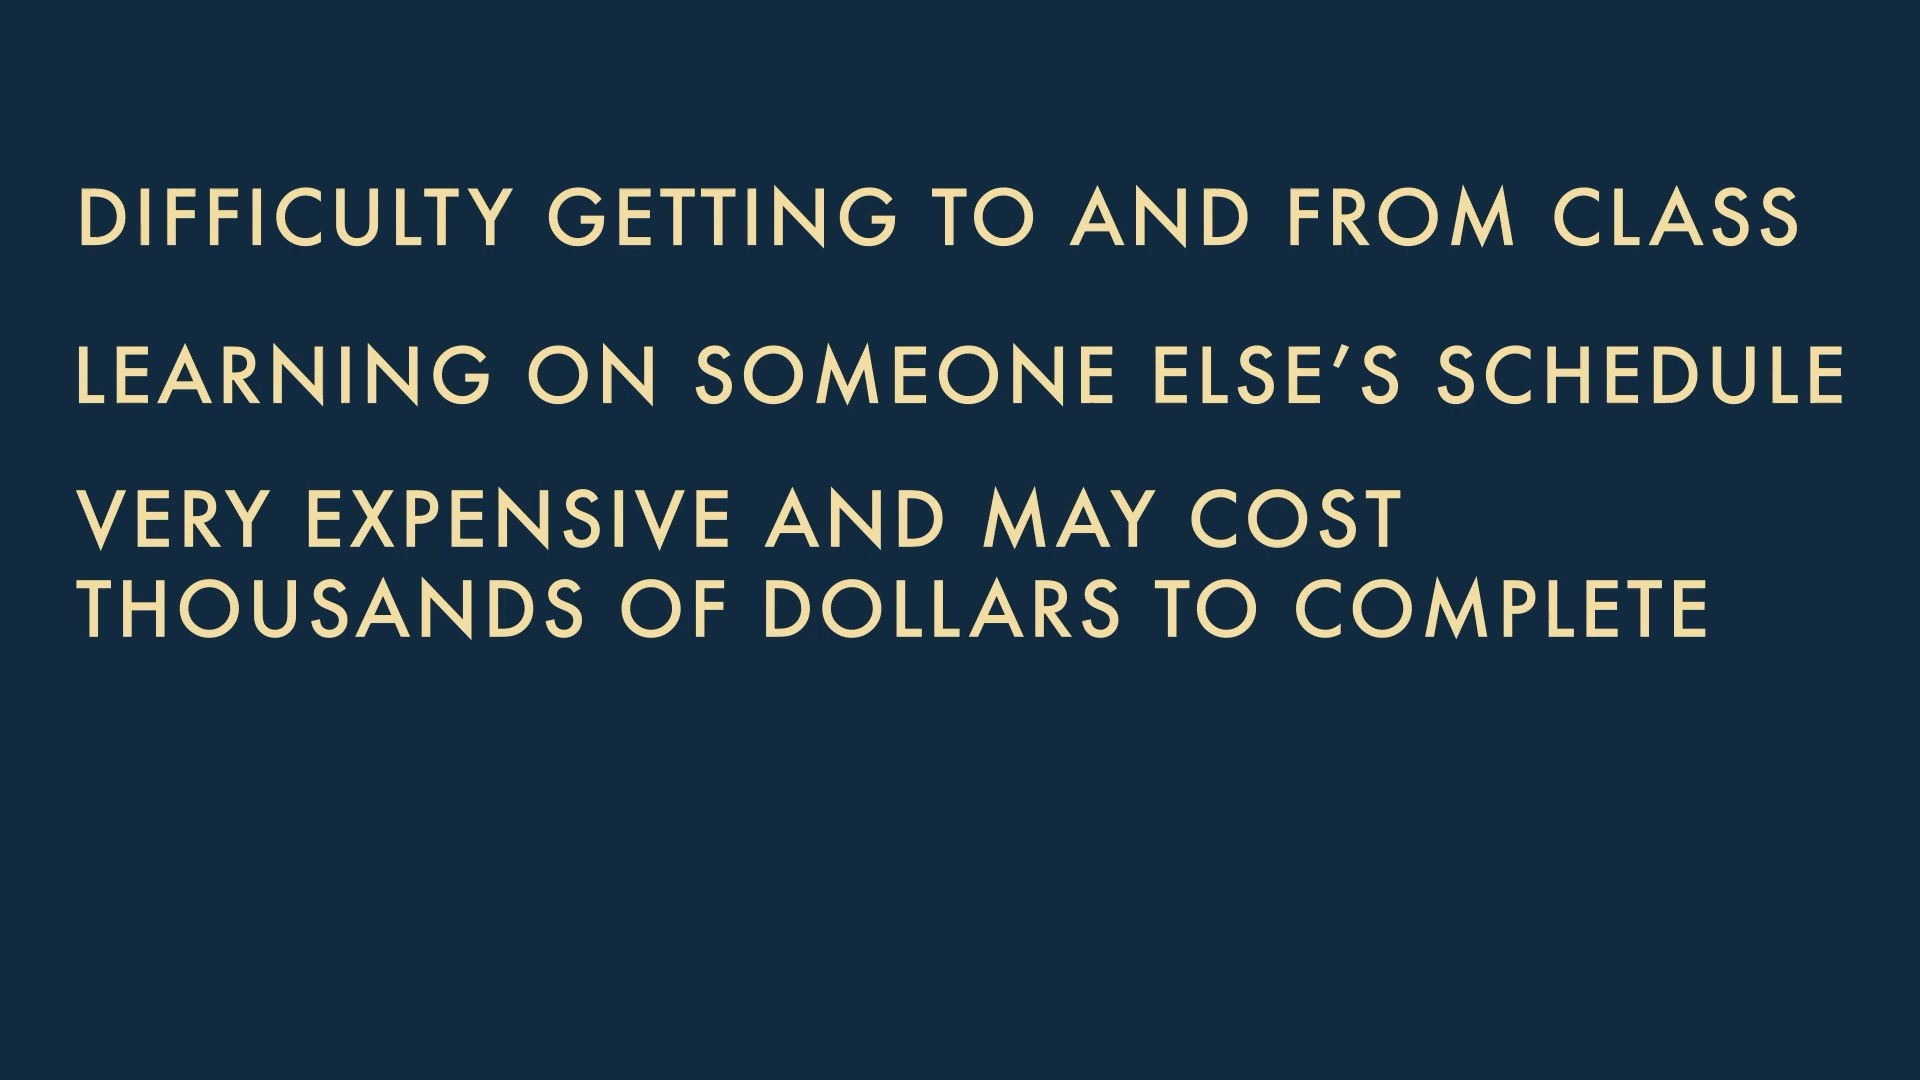 DIFFICULTY GETTING TO AND FROM CLASS
LEARNING ON SOMEONE ELSE’S SCHEDULE
VERY EXPENSIVE AND MAY COST
THOUSANDS OF DOLLARS TO COMPLETE